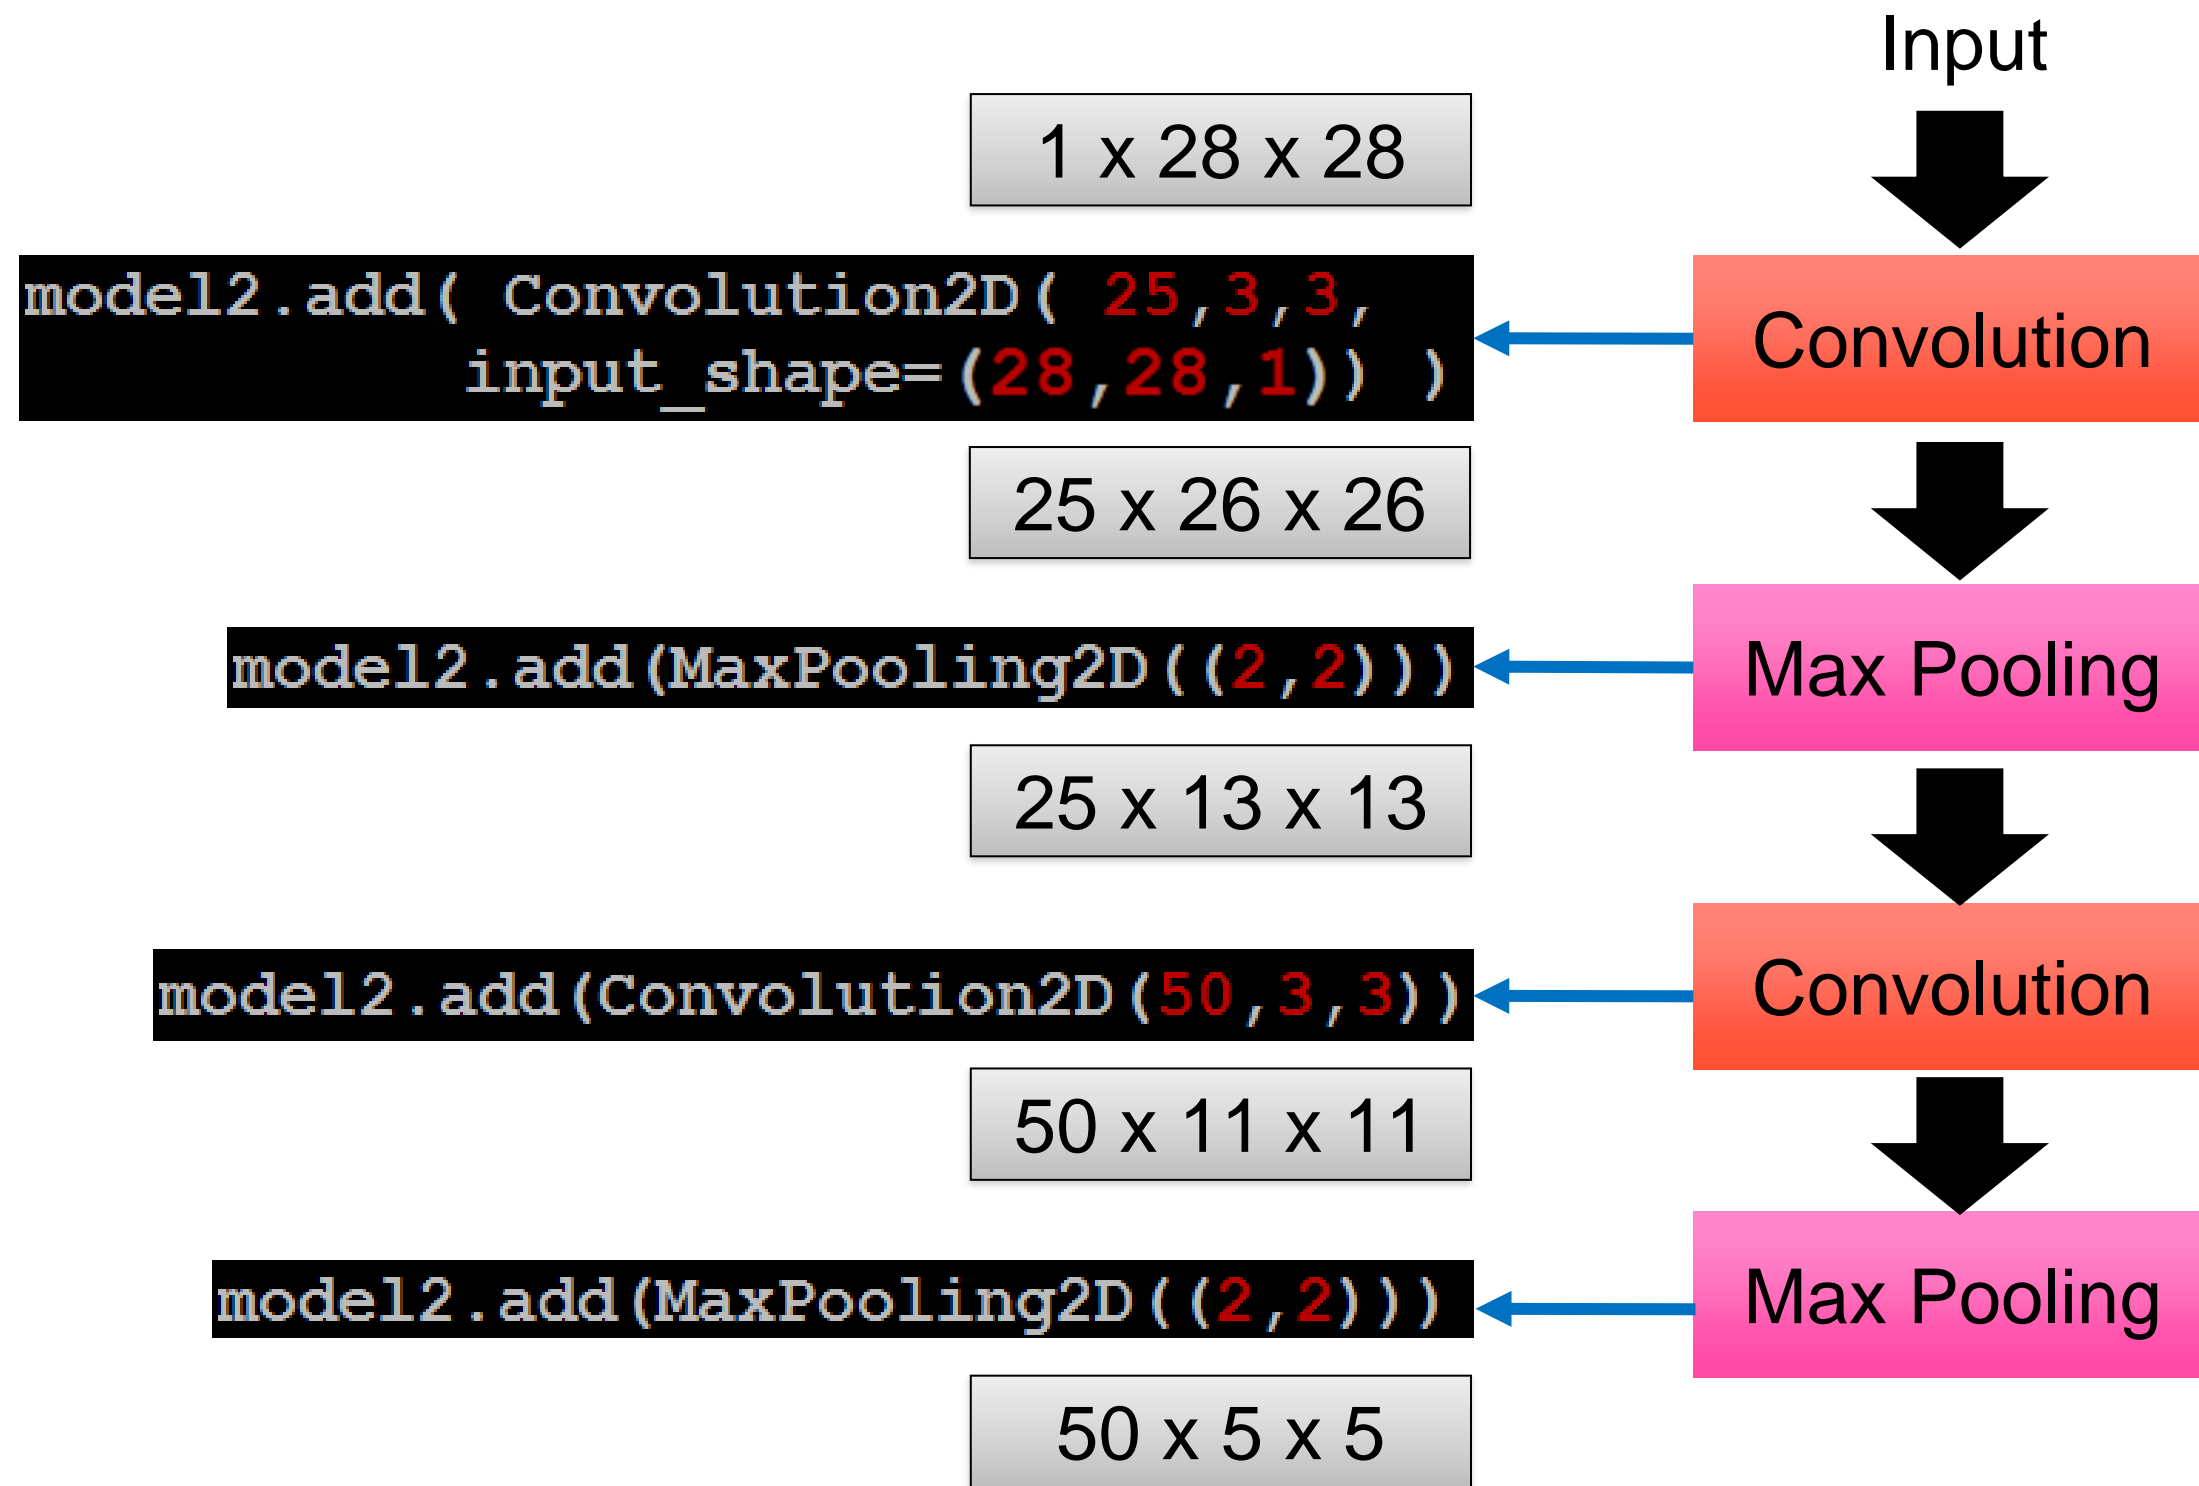 Input
1 x 28 x 28
model2.add( Convolution2D( 25,3,3,
input_shape=(28,28,1)) )
Convolution
25 x 26 x 26
model2.add(MaxPooling2D((2,2)))
Max Pooling
25 x 13 x 13
model2.add(Convolution2D(50,3,3))
Convolution
50 x 11 x 11
model2.add(MaxPooling2D((2,2)))
Max Pooling
50 x 5 x 5